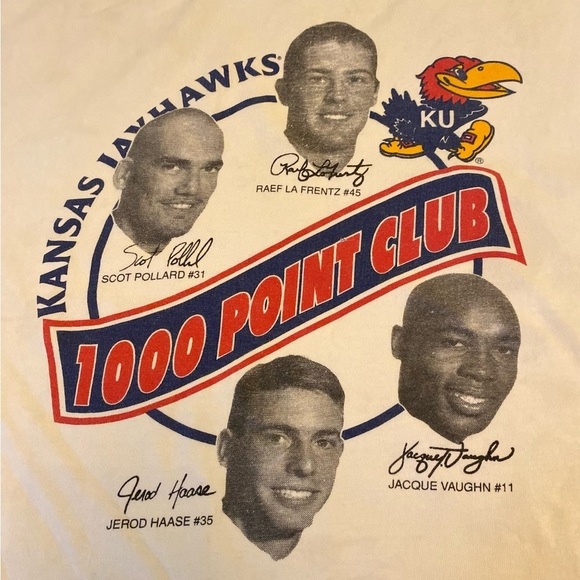 KANSAS JAYHAWKS
KU
®
Raef LaFrentz
RAEF LA FRENTZ #45
Scot Pollard
SCOT POLLARD #31
1000 POINT CLUB
Jacque Vaughn
JACQUE VAUGHN #11
Jerod Haase
JEROD HAASE #35